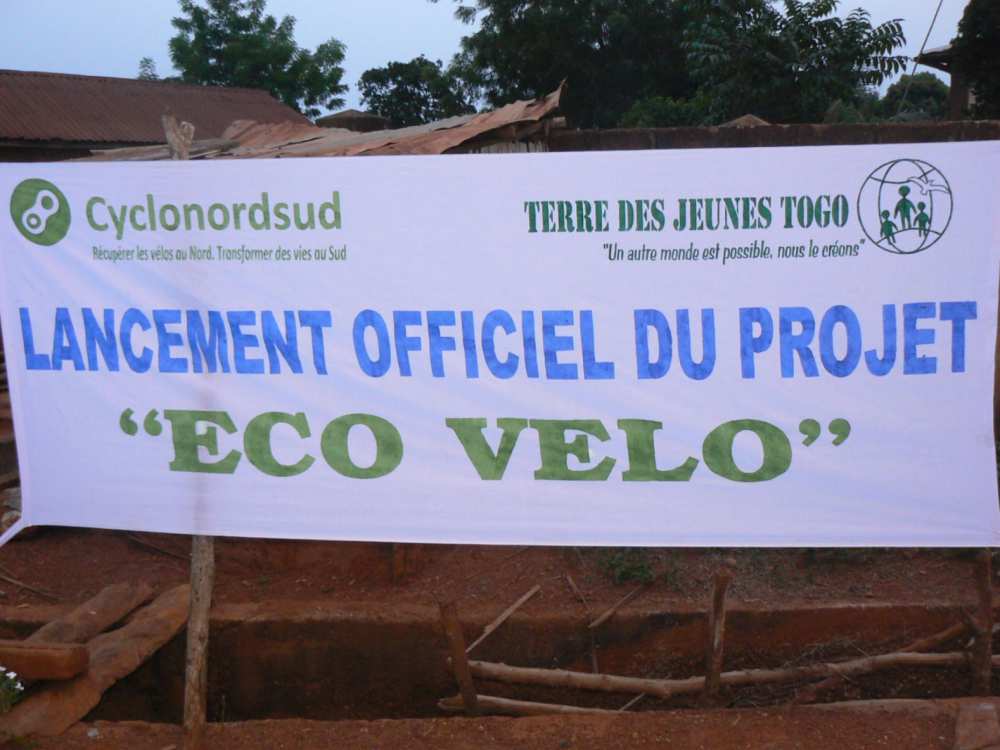 Cyclonordsud
Récupérer les vélos au Nord. Transformer des vies au Sud
TERRE DES JEUNES TOGO
"Un autre monde est possible, nous le créons"
LANCEMENT OFFICIEL DU PROJET
“ECO VELO”